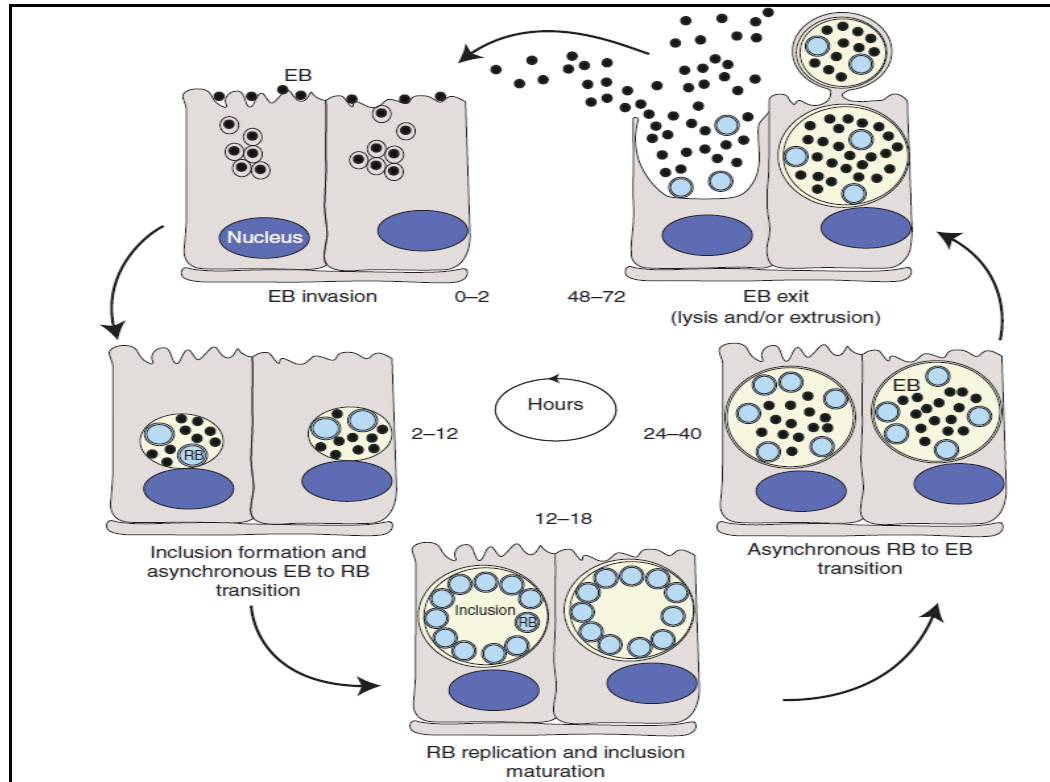 EB
Nucleus
EB invasion
0–2
48–72
EB exit
(lysis and/or extrusion)
RB
2–12
Hours
24–40
EB
12–18
Inclusion formation and
asynchronous EB to RB
transition
Asynchronous RB to EB
transition
Inclusion
RB
RB replication and inclusion
maturation